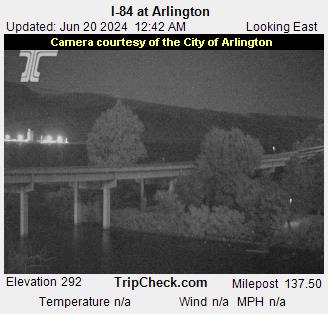 I-84 at Arlington
Updated: Jun 20 2024 12:42 AM Looking East
Camera courtesy of the City of Arlington
Elevation 292 TripCheck.com Milepost 137.50
Temperature n/a Wind n/a MPH n/a